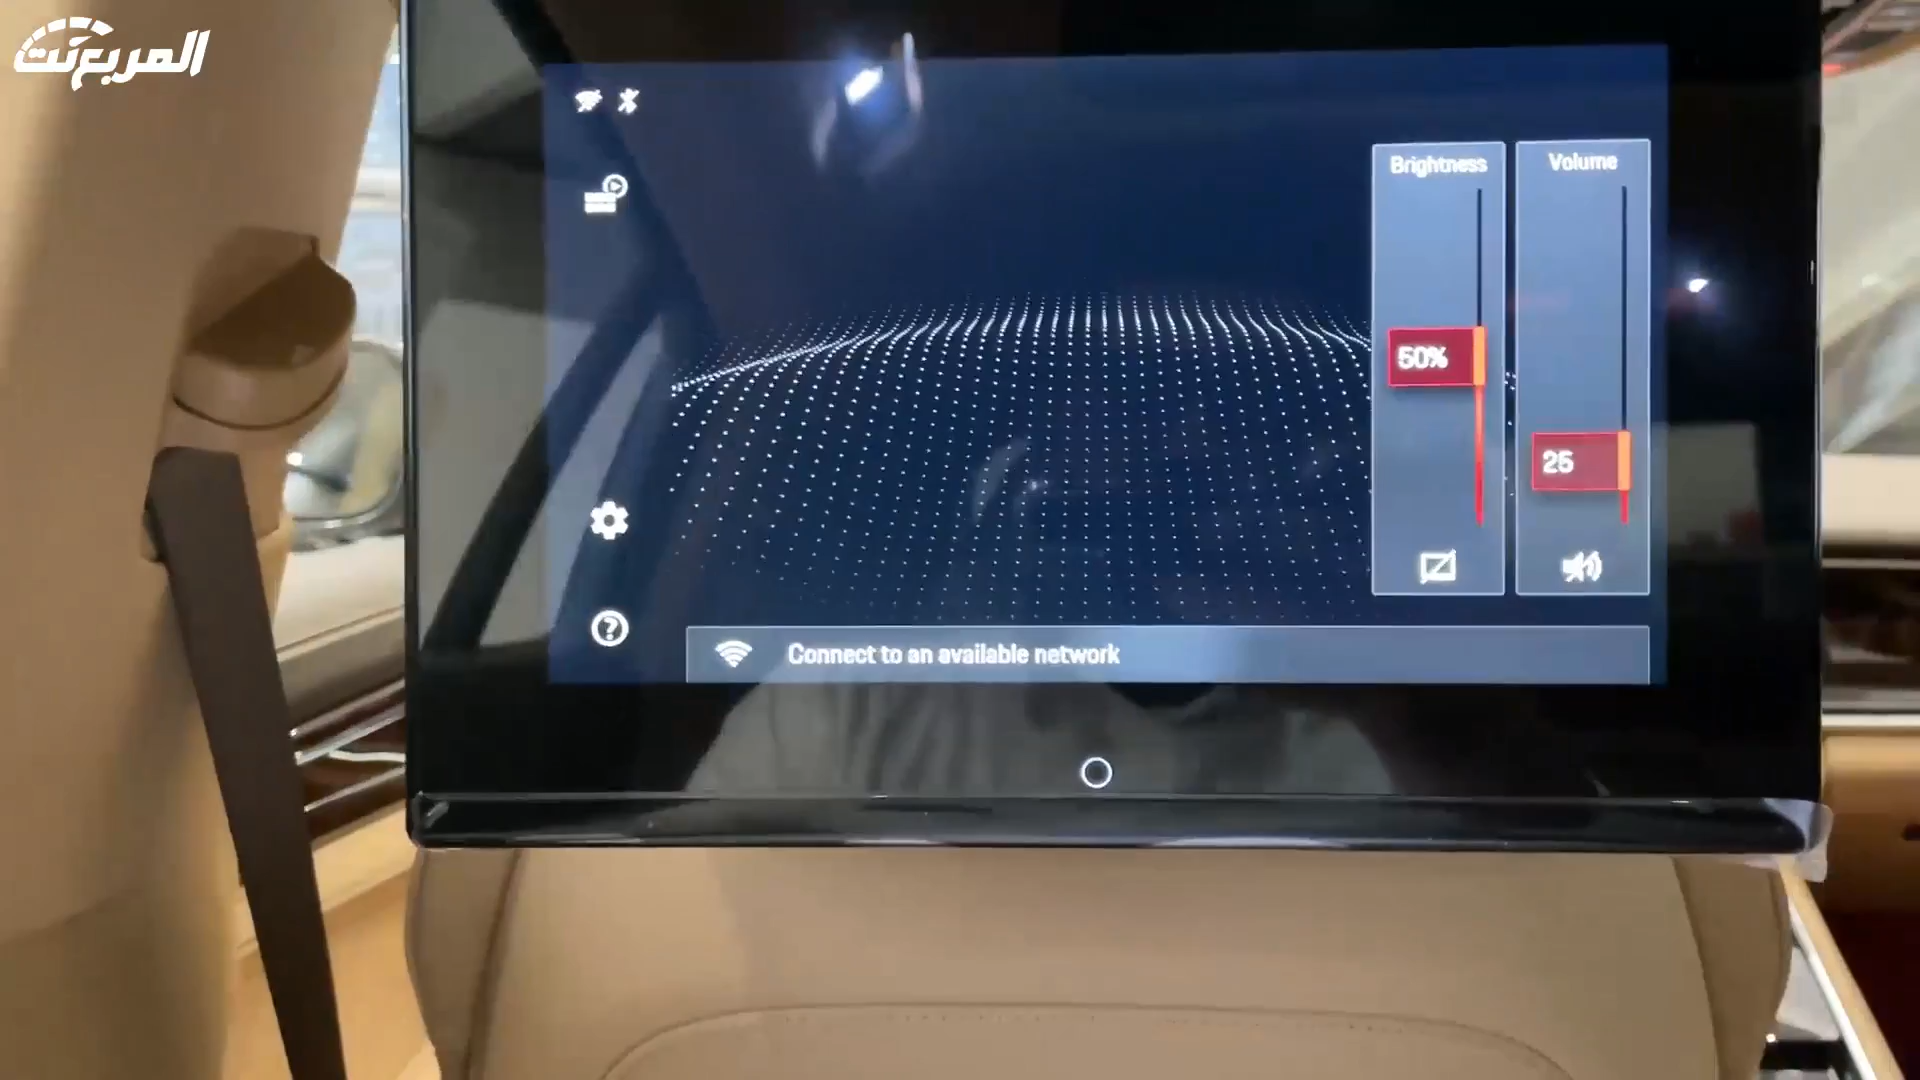 المربع نت
Brightness
Volume
50%
25
Connect to an available network